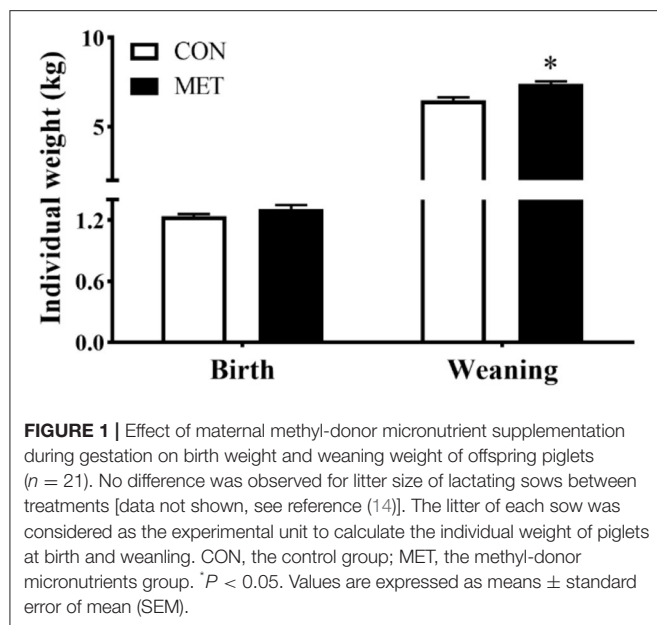 10
CON
MET
*
5
1.2
0.6
0.0
Individual weight (kg)
Birth
Weaning
FIGURE 1 | Effect of maternal methyl-donor micronutrient supplementation
during gestation on birth weight and weaning weight of offspring piglets
(n = 21). No difference was observed for litter size of lactating sows between
treatments [data not shown, see reference (14)]. The litter of each sow was
considered as the experimental unit to calculate the individual weight of piglets
at birth and weanling. CON, the control group; MET, the methyl-donor
micronutrients group. *P < 0.05. Values are expressed as means ± standard
error of mean (SEM).